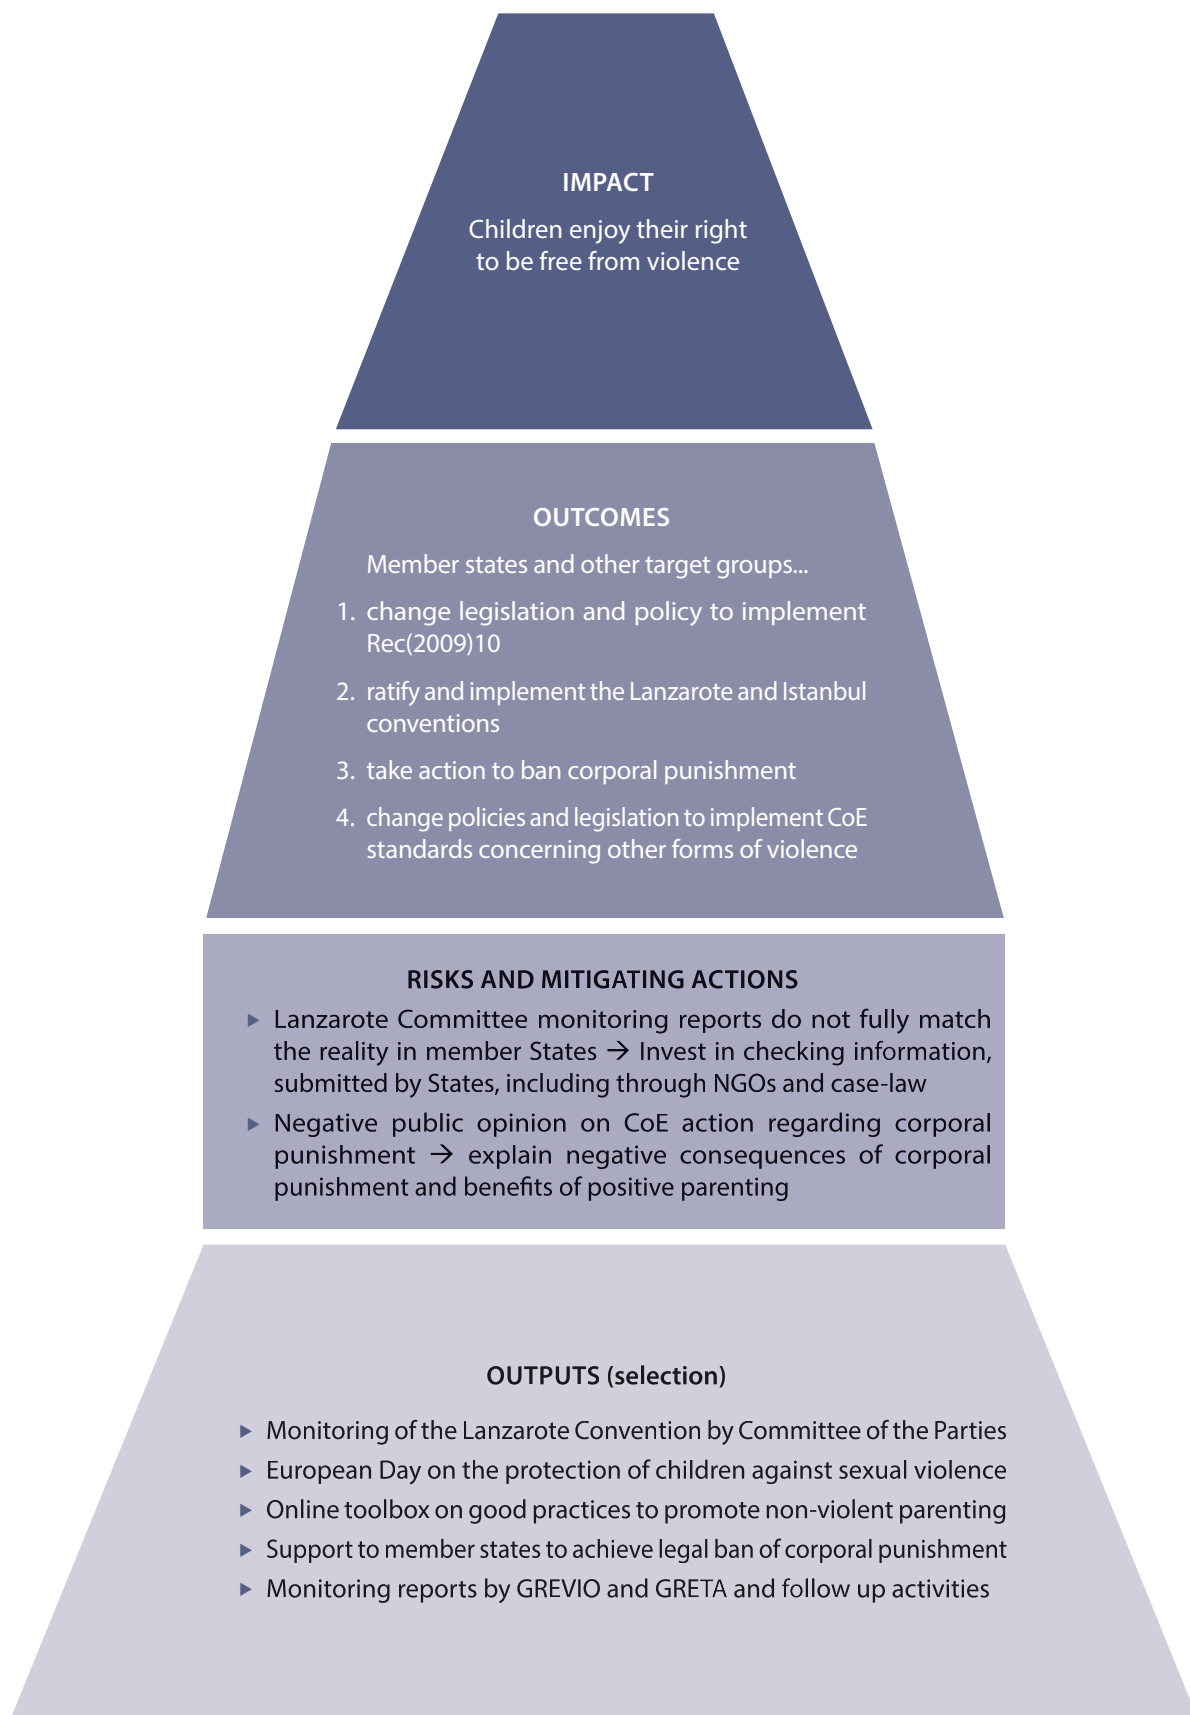 IMPACT
Children enjoy their right
to be free from violence
OUTCOMES
Member states and other target groups...
1. change legislation and policy to implement
Rec(2009)10
2. ratify and implement the Lanzarote and Istanbul
conventions
3. take action to ban corporal punishment
4. change policies and legislation to implement CoE
standards concerning other forms of violence
RISKS AND MITIGATING ACTIONS
▶ Lanzarote Committee monitoring reports do not fully match
the reality in member States → Invest in checking information,
submitted by States, including through NGOs and case-law
▶ Negative public opinion on CoE action regarding corporal
punishment → explain negative consequences of corporal
punishment and benefits of positive parenting
OUTPUTS (selection)
▶ Monitoring of the Lanzarote Convention by Committee of the Parties
▶ European Day on the protection of children against sexual violence
▶ Online toolbox on good practices to promote non-violent parenting
▶ Support to member states to achieve legal ban of corporal punishment
▶ Monitoring reports by GREVIO and GRETA and follow up activities